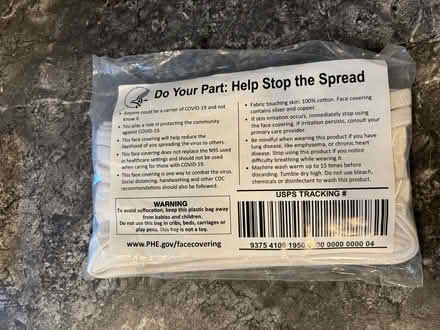 Do Your Part: Help Stop the Spread
• Anyone could be a carrier of COVID-19 and not
know it.
• You play a role in protecting the community
against COVID-19.
• This face covering will help reduce the
likelihood of you spreading the virus to others.
• This face covering does not replace the N95 used
in healthcare settings and should not be used
when caring for those with COVID-19.
• This face covering is one way to combat the virus.
Social distancing, handwashing and other CDC
recommendations should also be followed.
WARNING
To avoid suffocation, keep this plastic bag away
from babies and children.
Do not use this bag in cribs, beds, carriages or
play pens. This bag is not a toy.
www.PHE.gov/facecovering
• Fabric touching skin: 100% cotton. Face covering
contains silver and copper.
• If skin irritation occurs, immediately stop using
the face covering. If irritation persists, consult your
primary care provider.
• Be mindful when wearing this product if you have
lung disease, like emphysema, or chronic heart
disease. Stop using this product if you notice
difficulty breathing while wearing it.
• Machine wash warm up to 15 times before
discontinuing. Tumble dry high. Do not use bleach,
chemicals or disinfectant to wash this product.
USPS TRACKING #
9375 4109 1950 0000 0000 0000 04